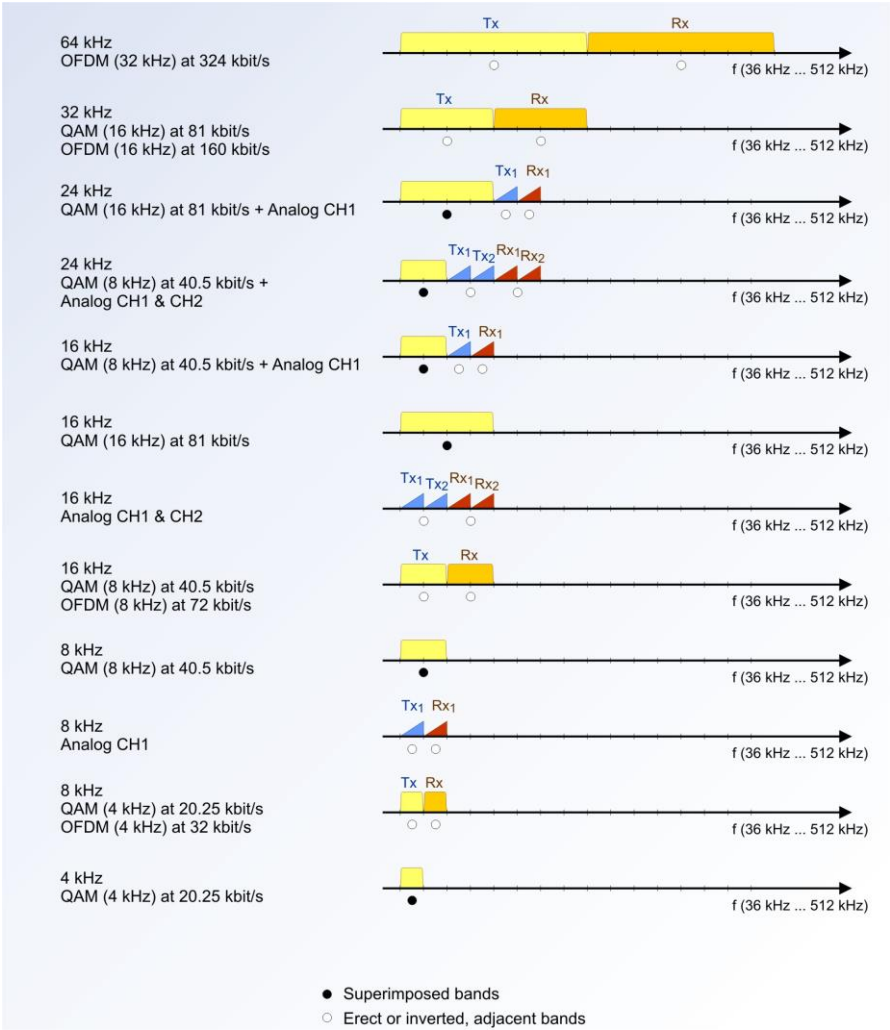 Tx Rx
64 kHz
OFDM (32 kHz) at 324 kbit/s
f (36 kHz ... 512 kHz)
Tx Rx
32 kHz
QAM (16 kHz) at 81 kbit/s
OFDM (16 kHz) at 160 kbit/s
f (36 kHz ... 512 kHz)
Tx1 Rx1
24 kHz
QAM (16 kHz) at 81 kbit/s + Analog CH1
f (36 kHz ... 512 kHz)
Tx1 Tx2 Rx1 Rx2
24 kHz
QAM (8 kHz) at 40.5 kbit/s +
Analog CH1 & CH2
f (36 kHz ... 512 kHz)
Tx1 Rx1
16 kHz
QAM (8 kHz) at 40.5 kbit/s + Analog CH1
f (36 kHz ... 512 kHz)
16 kHz
QAM (16 kHz) at 81 kbit/s
f (36 kHz ... 512 kHz)
Tx1 Tx2 Rx1 Rx2
16 kHz
Analog CH1 & CH2
f (36 kHz ... 512 kHz)
Tx Rx
16 kHz
QAM (8 kHz) at 40.5 kbit/s
OFDM (8 kHz) at 72 kbit/s
f (36 kHz ... 512 kHz)
8 kHz
QAM (8 kHz) at 40.5 kbit/s
f (36 kHz ... 512 kHz)
Tx1 Rx1
8 kHz
Analog CH1
f (36 kHz ... 512 kHz)
Tx Rx
8 kHz
QAM (4 kHz) at 20.25 kbit/s
OFDM (4 kHz) at 32 kbit/s
f (36 kHz ... 512 kHz)
4 kHz
QAM (4 kHz) at 20.25 kbit/s
f (36 kHz ... 512 kHz)
Superimposed bands
Erect or inverted, adjacent bands